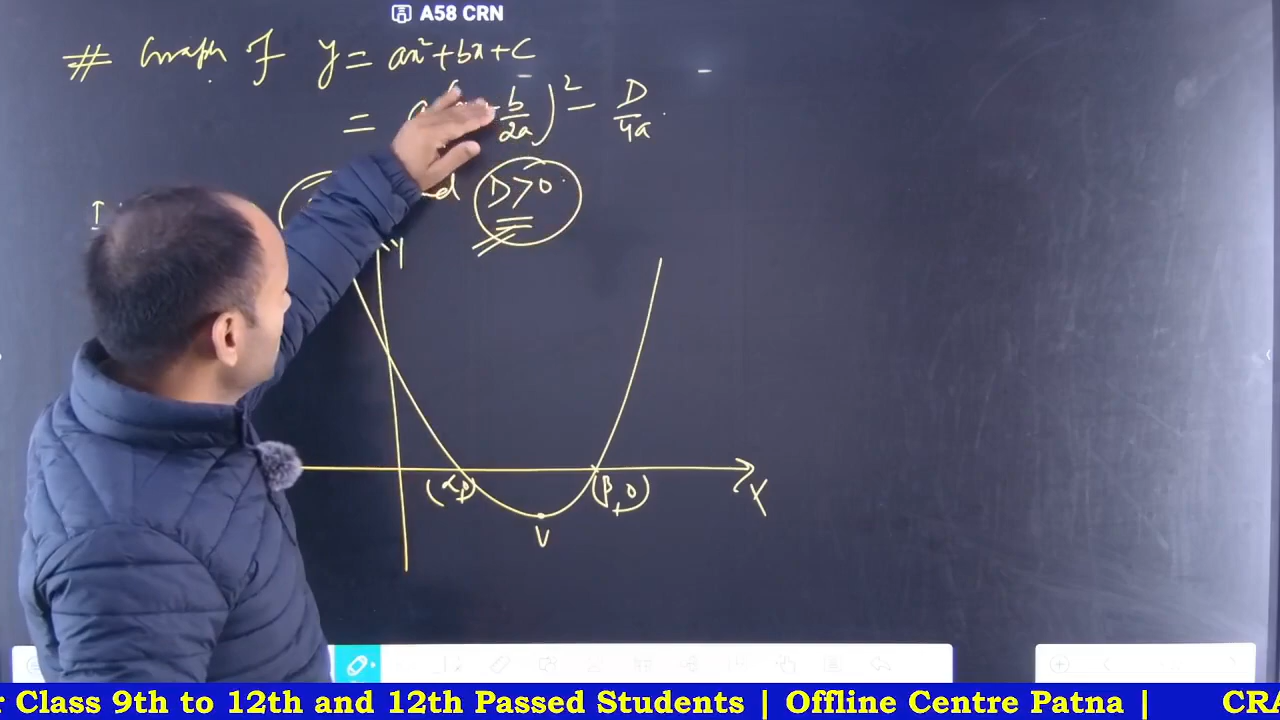 A58 CRN
# Graph of y = ax² + bx + c
= b/2a)² - D/4a
D > 0
Y
(α, 0) (β, 0)
X
V
r Class 9th to 12th and 12th Passed Students | Offline Centre Patna | CRA